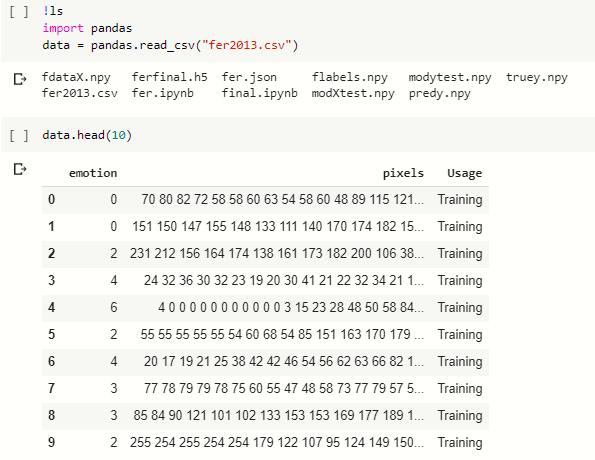 [ ] !ls
import pandas
data = pandas.read_csv("fer2013.csv")
fdataX.npy ferfinal.h5 fer.json flabels.npy modytest.npy truey.npy
fer2013.csv fer.ipynb final.ipynb modXtest.npy predy.npy
[ ] data.head(10)
emotion pixels Usage
0 0 70 80 82 72 58 58 60 63 54 58 60 48 89 115 121... Training
1 0 151 150 147 155 148 133 111 140 170 174 182 15... Training
2 2 231 212 156 164 174 138 161 173 182 200 106 38... Training
3 4 24 32 36 30 32 23 19 20 30 41 21 22 32 34 21 1... Training
4 6 4 0 0 0 0 0 0 0 0 0 0 0 3 15 23 28 48 50 58 84... Training
5 2 55 55 55 55 55 54 60 68 54 85 151 163 170 179 ... Training
6 4 20 17 19 21 25 38 42 42 46 54 56 62 63 66 82 1... Training
7 3 77 78 79 79 78 75 60 55 47 48 58 73 77 79 57 5... Training
8 3 85 84 90 121 101 102 133 153 153 169 177 189 1... Training
9 2 255 254 255 254 254 179 122 107 95 124 149 150... Training